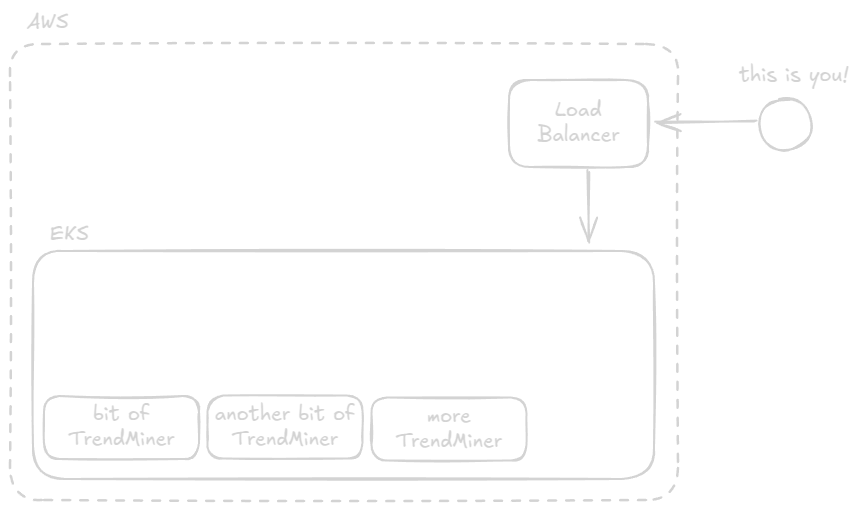 AWS
this is you!
Load
Balancer
EKS
bit of
TrendMiner
another bit of
TrendMiner
more
TrendMiner